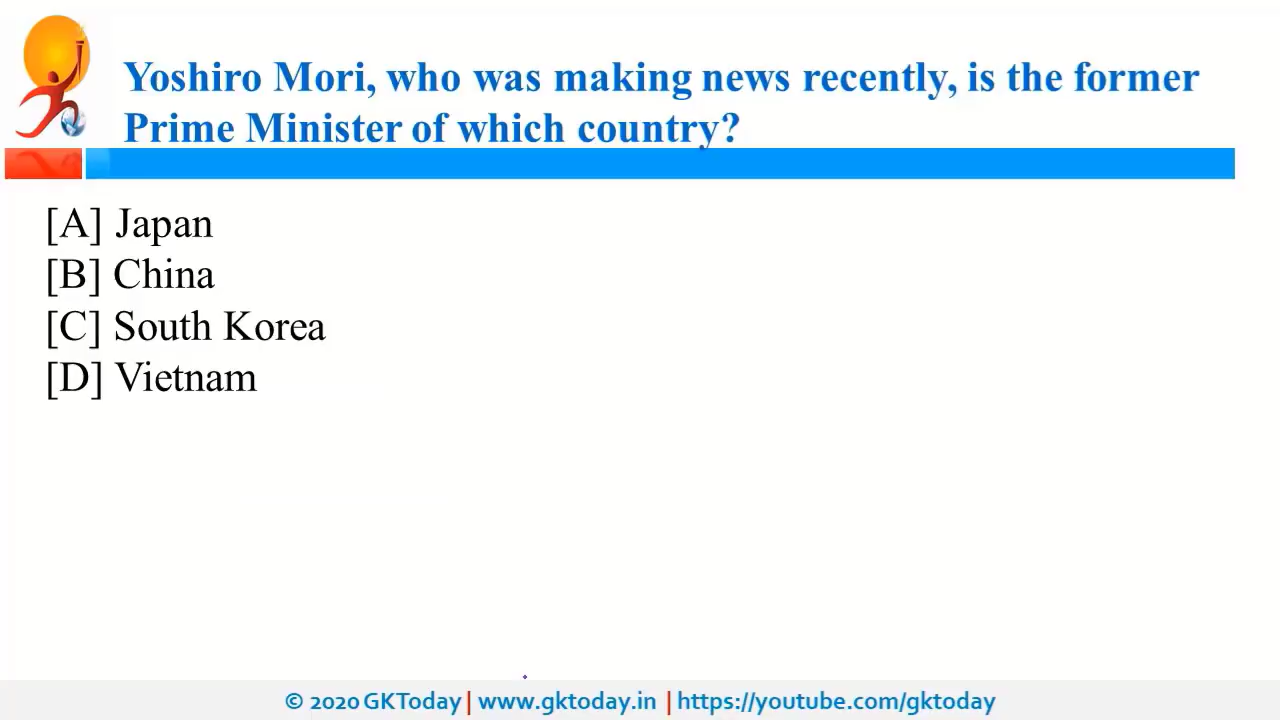 Yoshiro Mori, who was making news recently, is the former
Prime Minister of which country?
[A] Japan
[B] China
[C] South Korea
[D] Vietnam
© 2020 GKToday | www.gktoday.in | https://youtube.com/gktoday